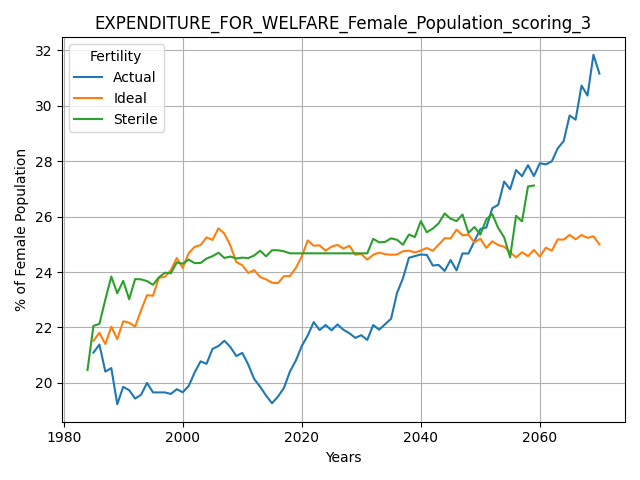 EXPENDITURE_FOR_WELFARE_Female_Population_scoring_3
Fertility
Actual
Ideal
Sterile
% of Female Population
32
30
28
26
24
22
20
1980
2000
2020
2040
2060
Years